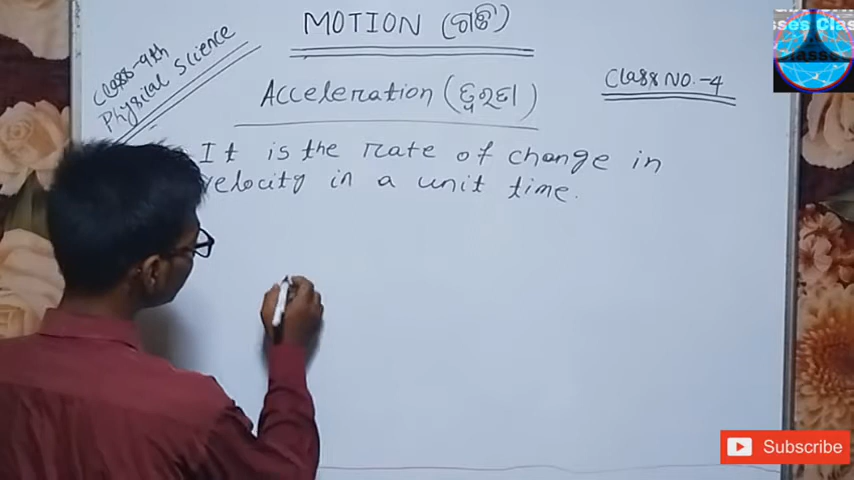 MOTION (ଗତି)
Class-9th
Physical Science
Acceleration (ତ୍ୱରଣ)
Class NO.-4
It is the rate of change in
velocity in a unit time.
Subscribe